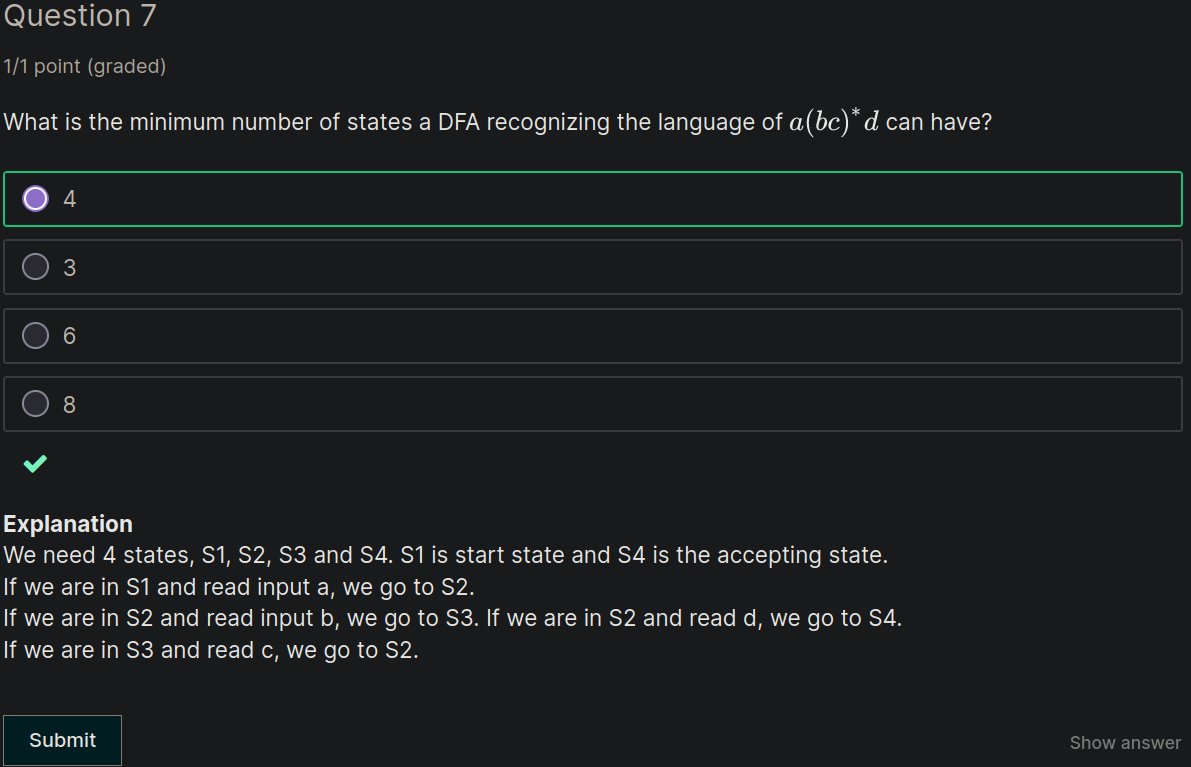 Question 7
1/1 point (graded)
What is the minimum number of states a DFA recognizing the language of a(bc)*d can have?
4
3
6
8
Explanation
We need 4 states, S1, S2, S3 and S4. S1 is start state and S4 is the accepting state.
If we are in S1 and read input a, we go to S2.
If we are in S2 and read input b, we go to S3. If we are in S2 and read d, we go to S4.
If we are in S3 and read c, we go to S2.
Submit
Show answer